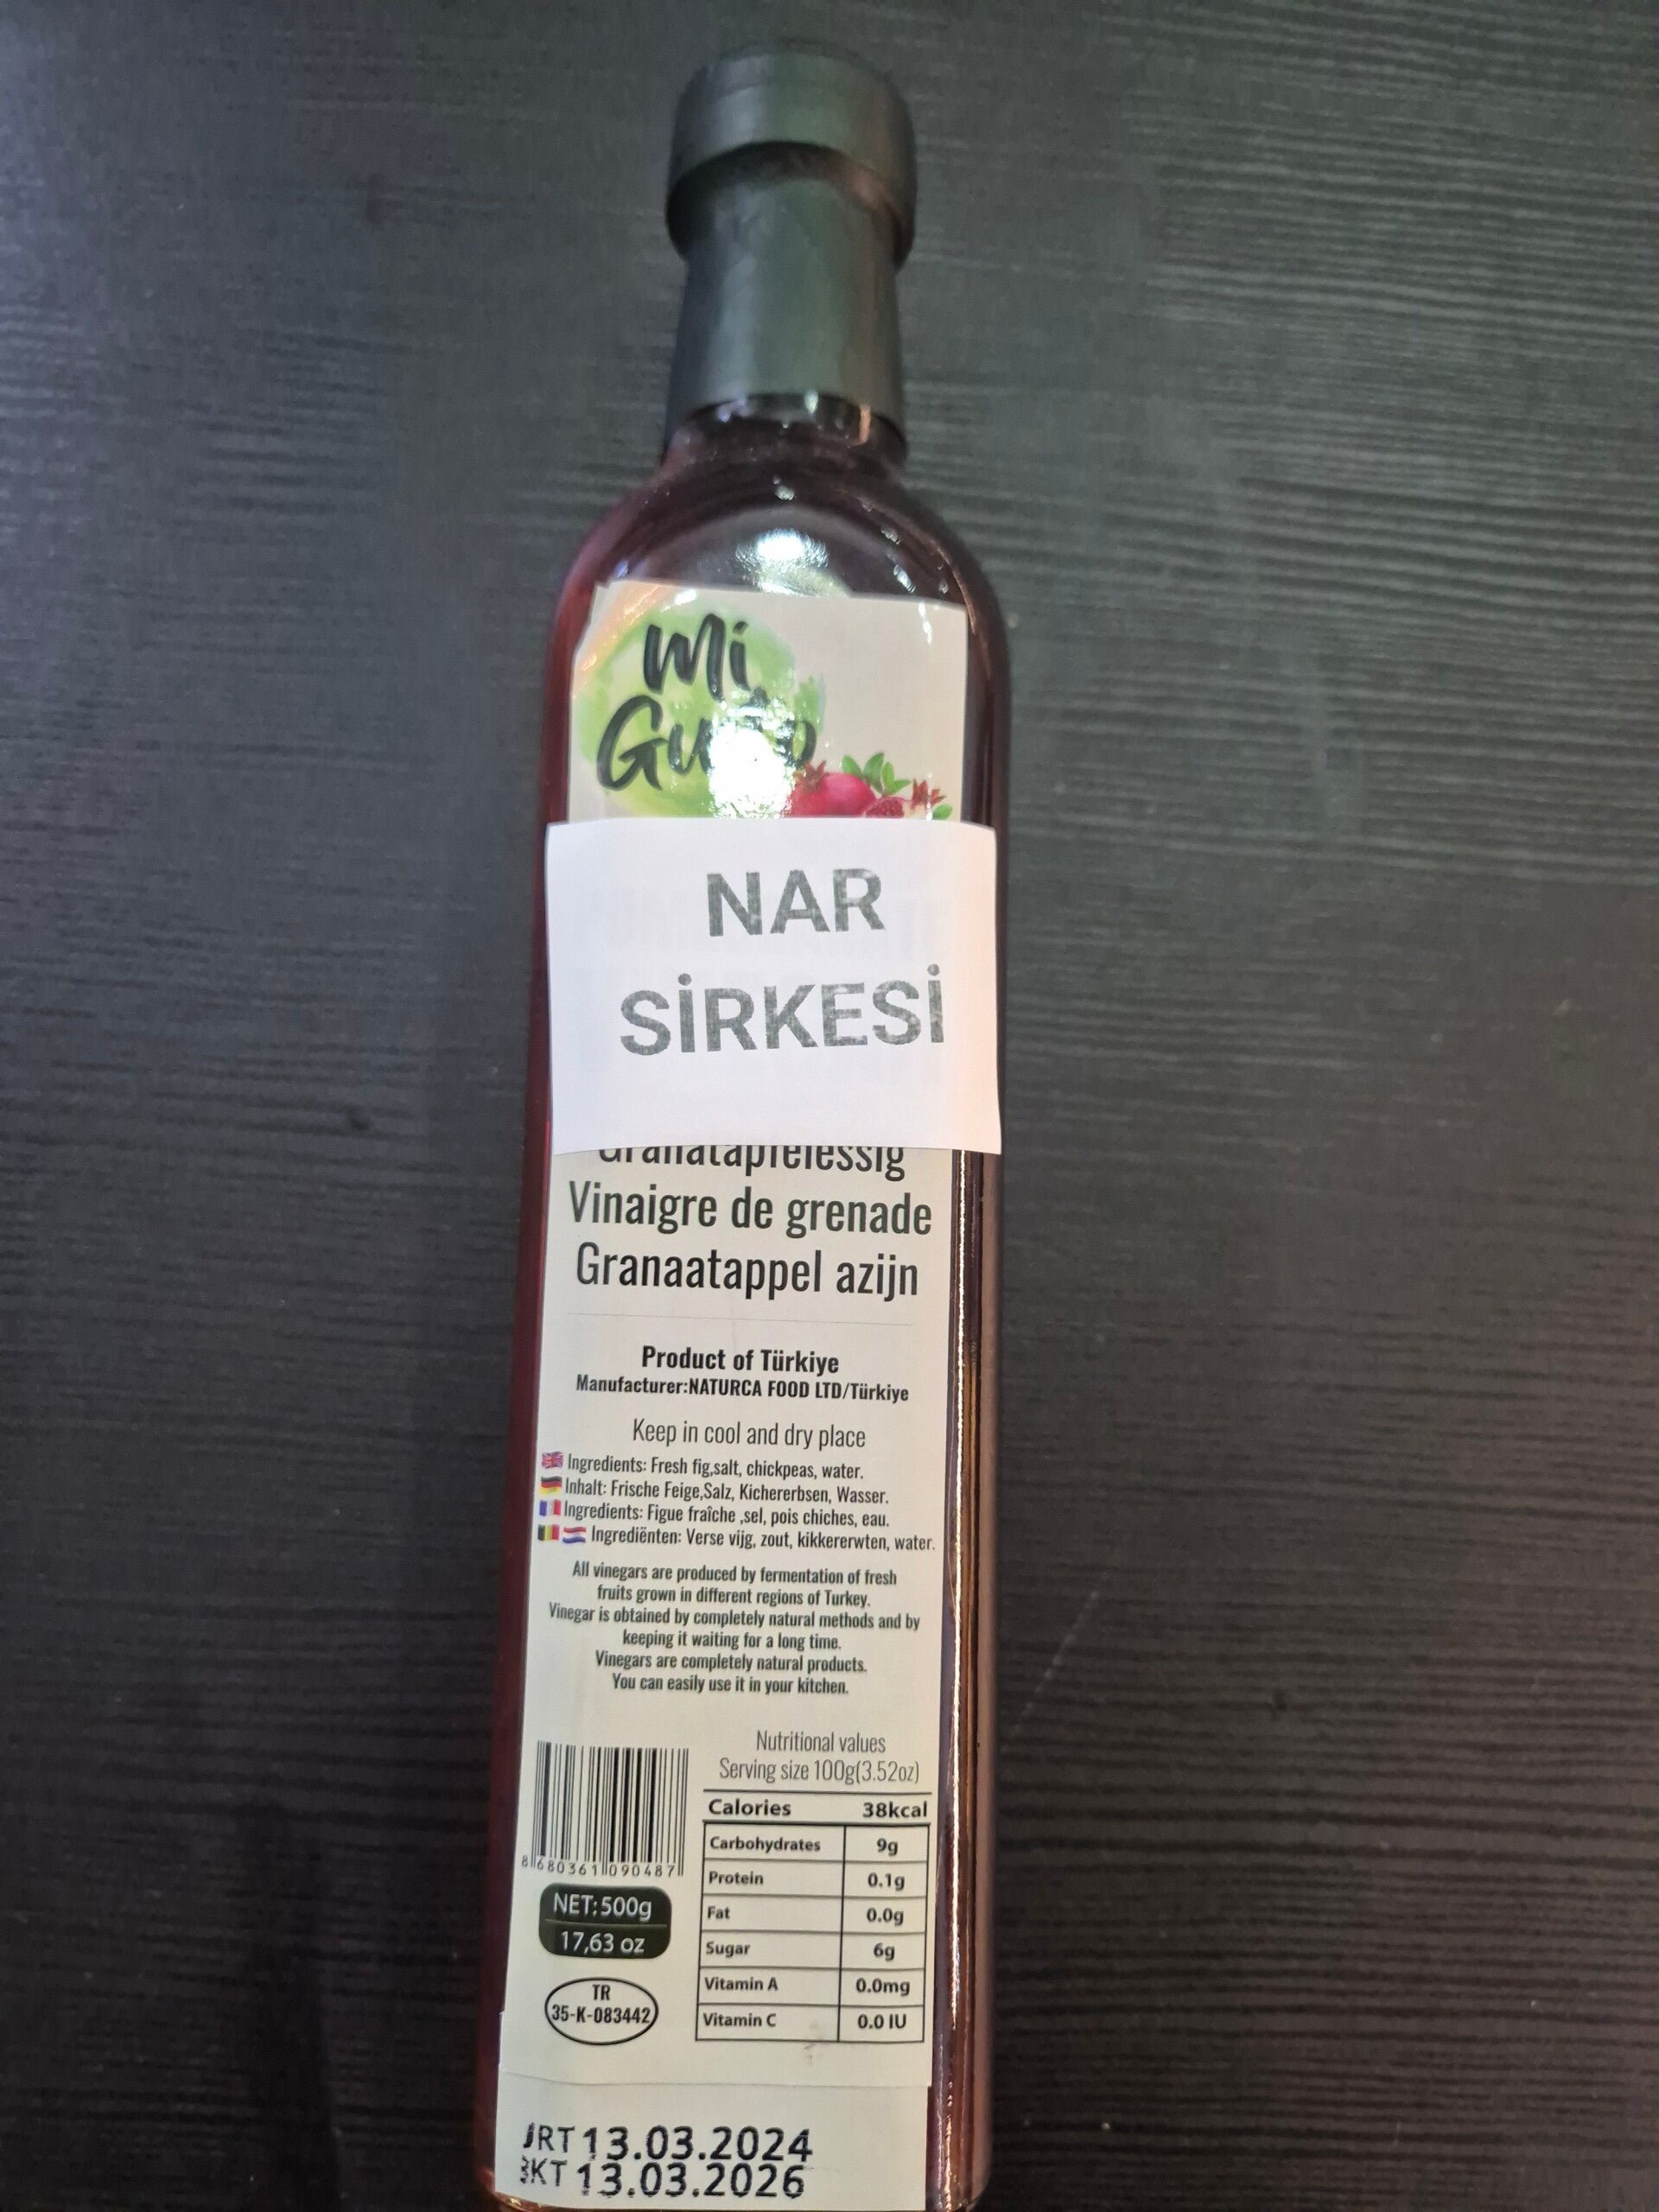 Mi
NAR
SİRKESİ
Granatapfelessig
Vinaigre de grenade
Granaatappel azijn
Product of Türkiye
Manufacturer:NATURCA FOOD LTD/Türkiye
Keep in cool and dry place
Ingredients: Fresh fig,salt, chickpeas, water.
Inhalt: Frische Feige,Salz, Kichererbsen, Wasser.
Ingredients: Figue fraîche ,sel, pois chiches, eau.
Ingrediënten: Verse vijg, zout, kikkererwten, water.
All vinegars are produced by fermentation of fresh
fruits grown in different regions of Turkey.
Vinegar is obtained by completely natural methods and by
keeping it waiting for a long time.
Vinegars are completely natural products.
You can easily use it in your kitchen.
8680361090487
NET:500g
17,63 oz
TR
35-K-083442
Nutritional values
Serving size 100g(3.52oz)
Calories 38kcal
Carbohydrates 9g
Protein 0.1g
Fat 0.0g
Sugar 6g
Vitamin A 0.0mg
Vitamin C 0.0 IU
ÜRT 13.03.2024
SKT 13.03.2026